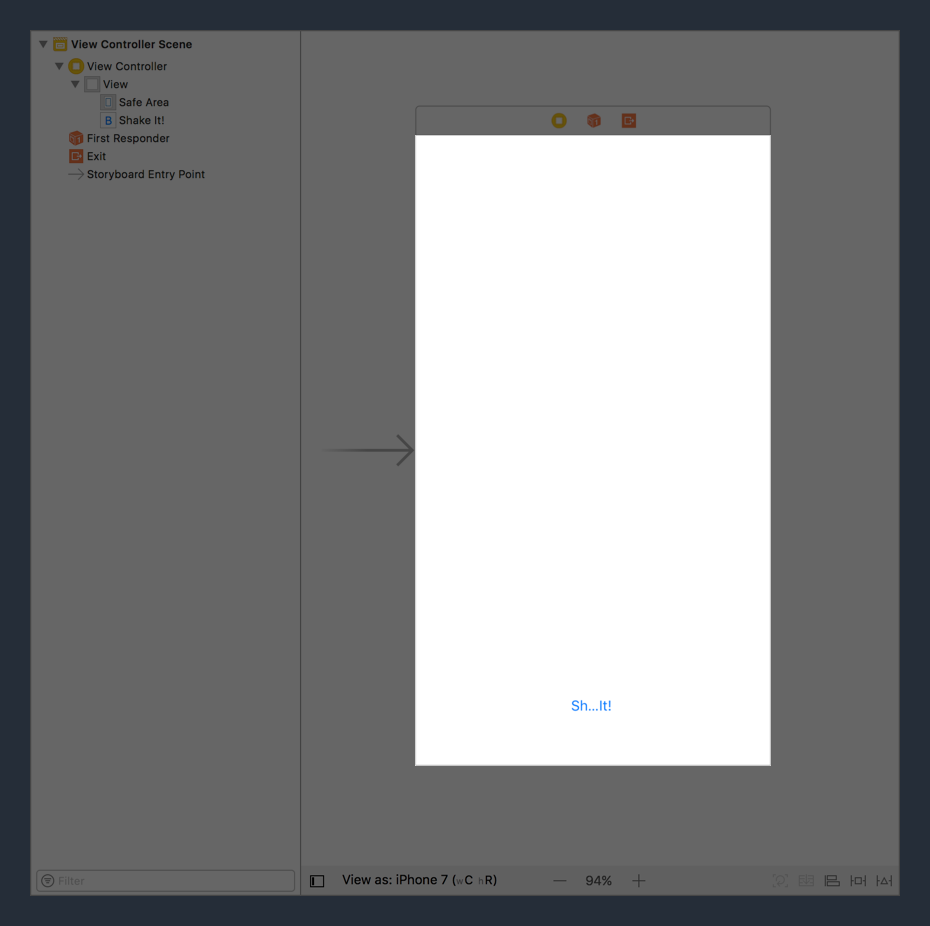 View Controller Scene
View Controller
View
Safe Area
B Shake It!
First Responder
Exit
Storyboard Entry Point
Sh...It!
Filter
View as: iPhone 7 (wC hR)
94%